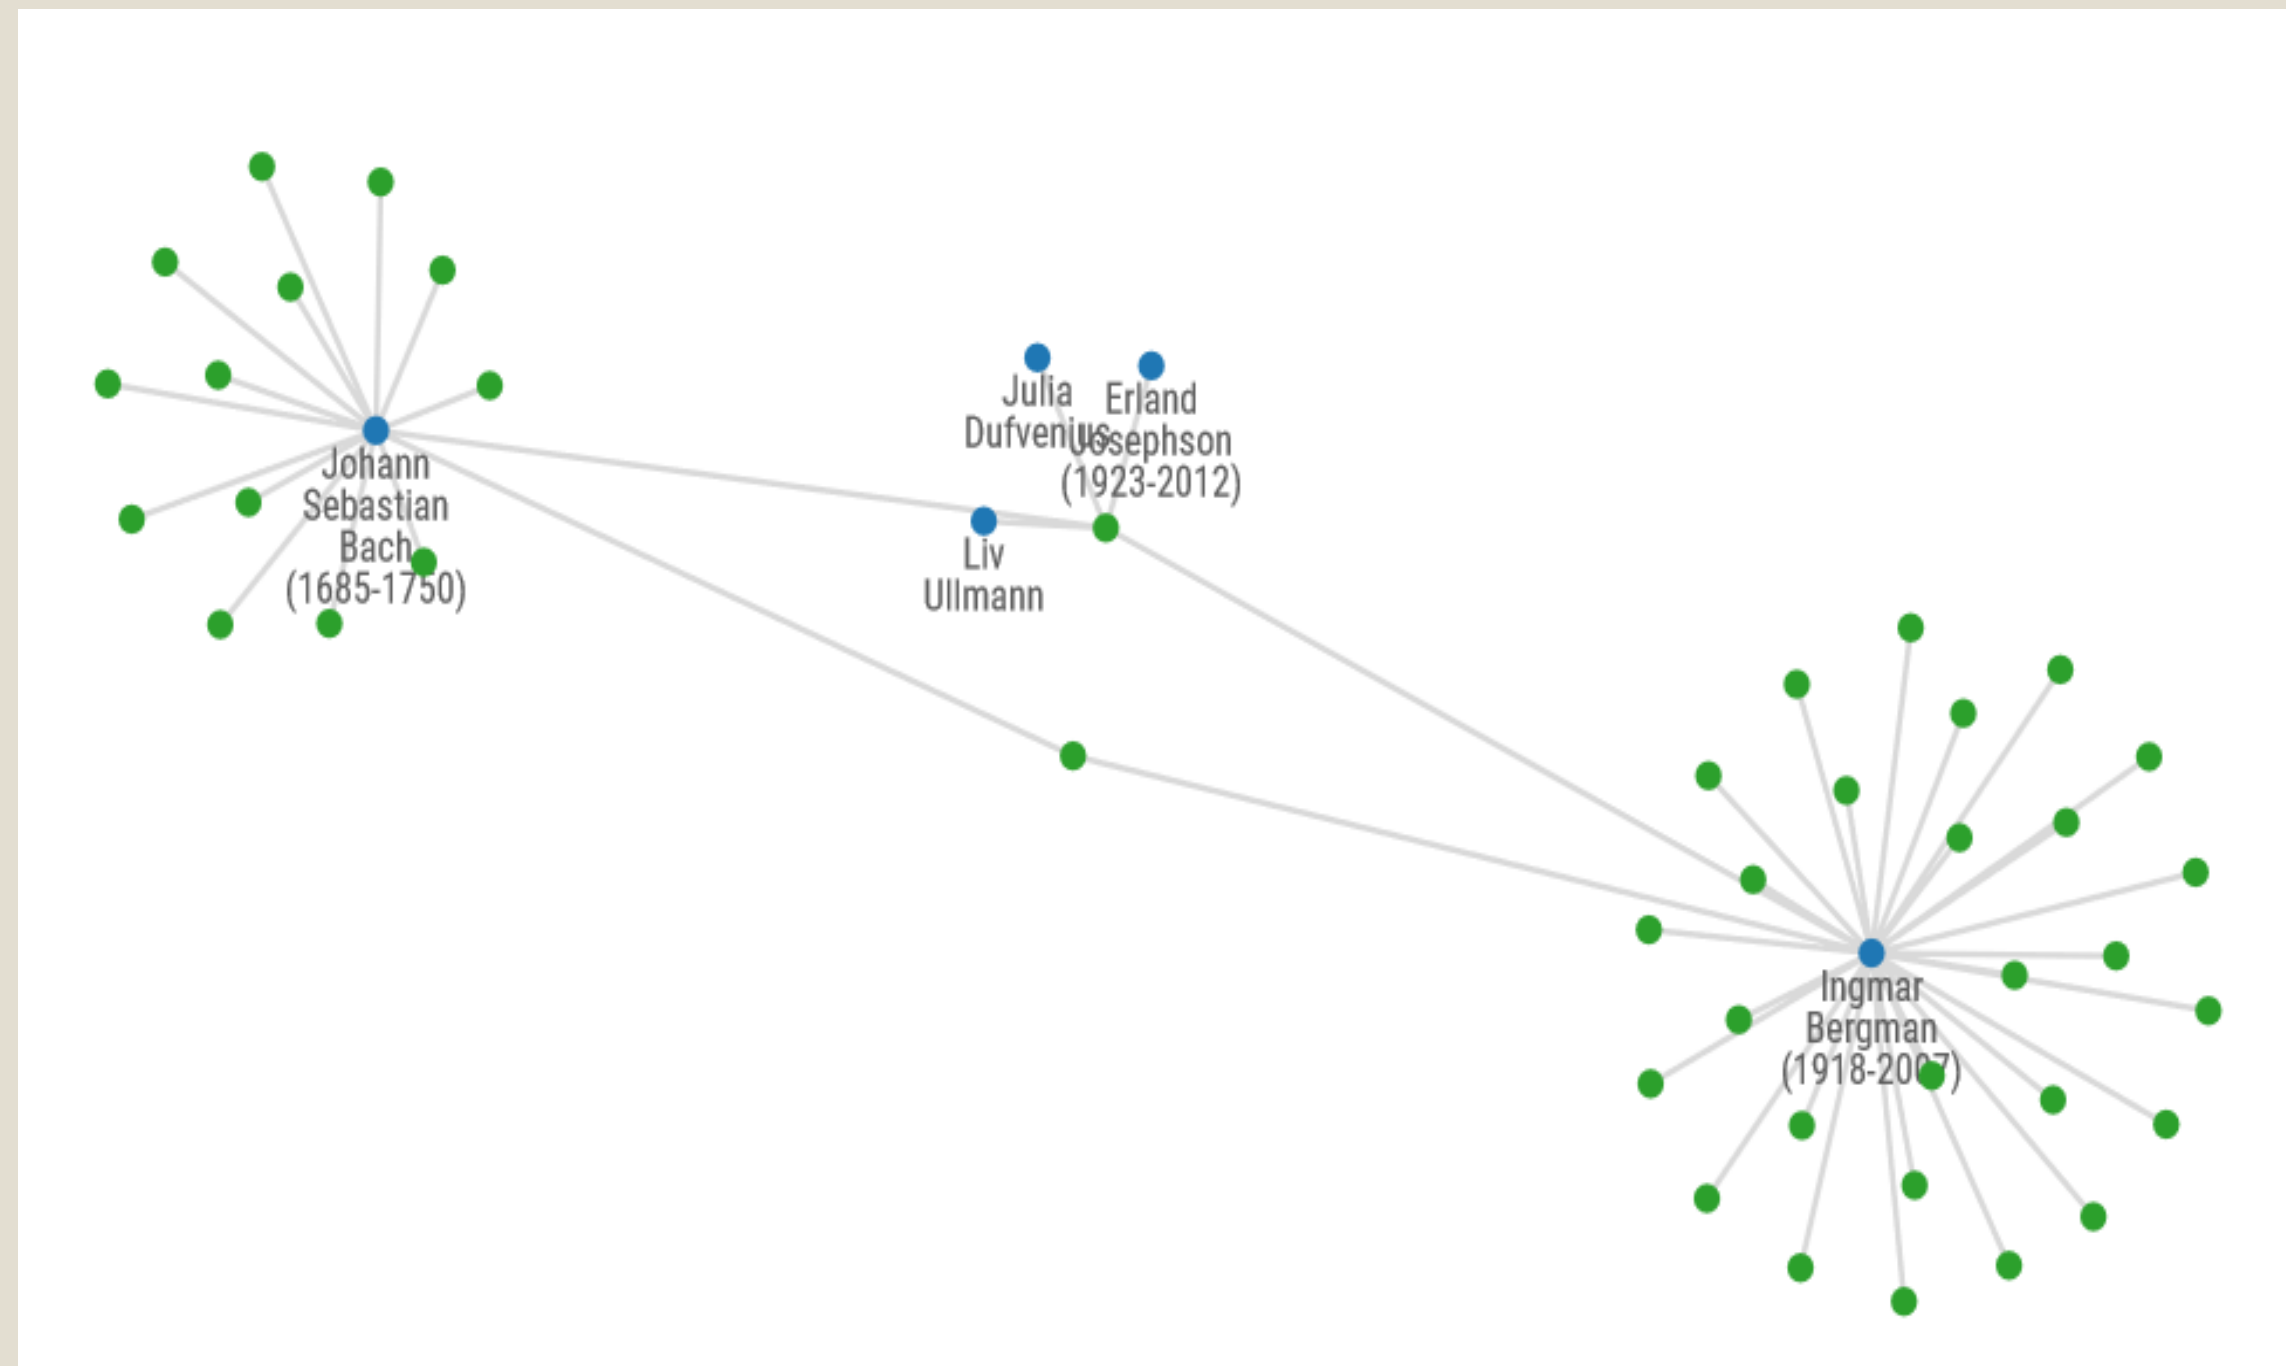 Julia
Dufvenius
Erland
Josephson
(1923-2012)
Johann
Sebastian
Bach
(1685-1750)
Liv
Ullmann
Ingmar
Bergman
(1918-2007)